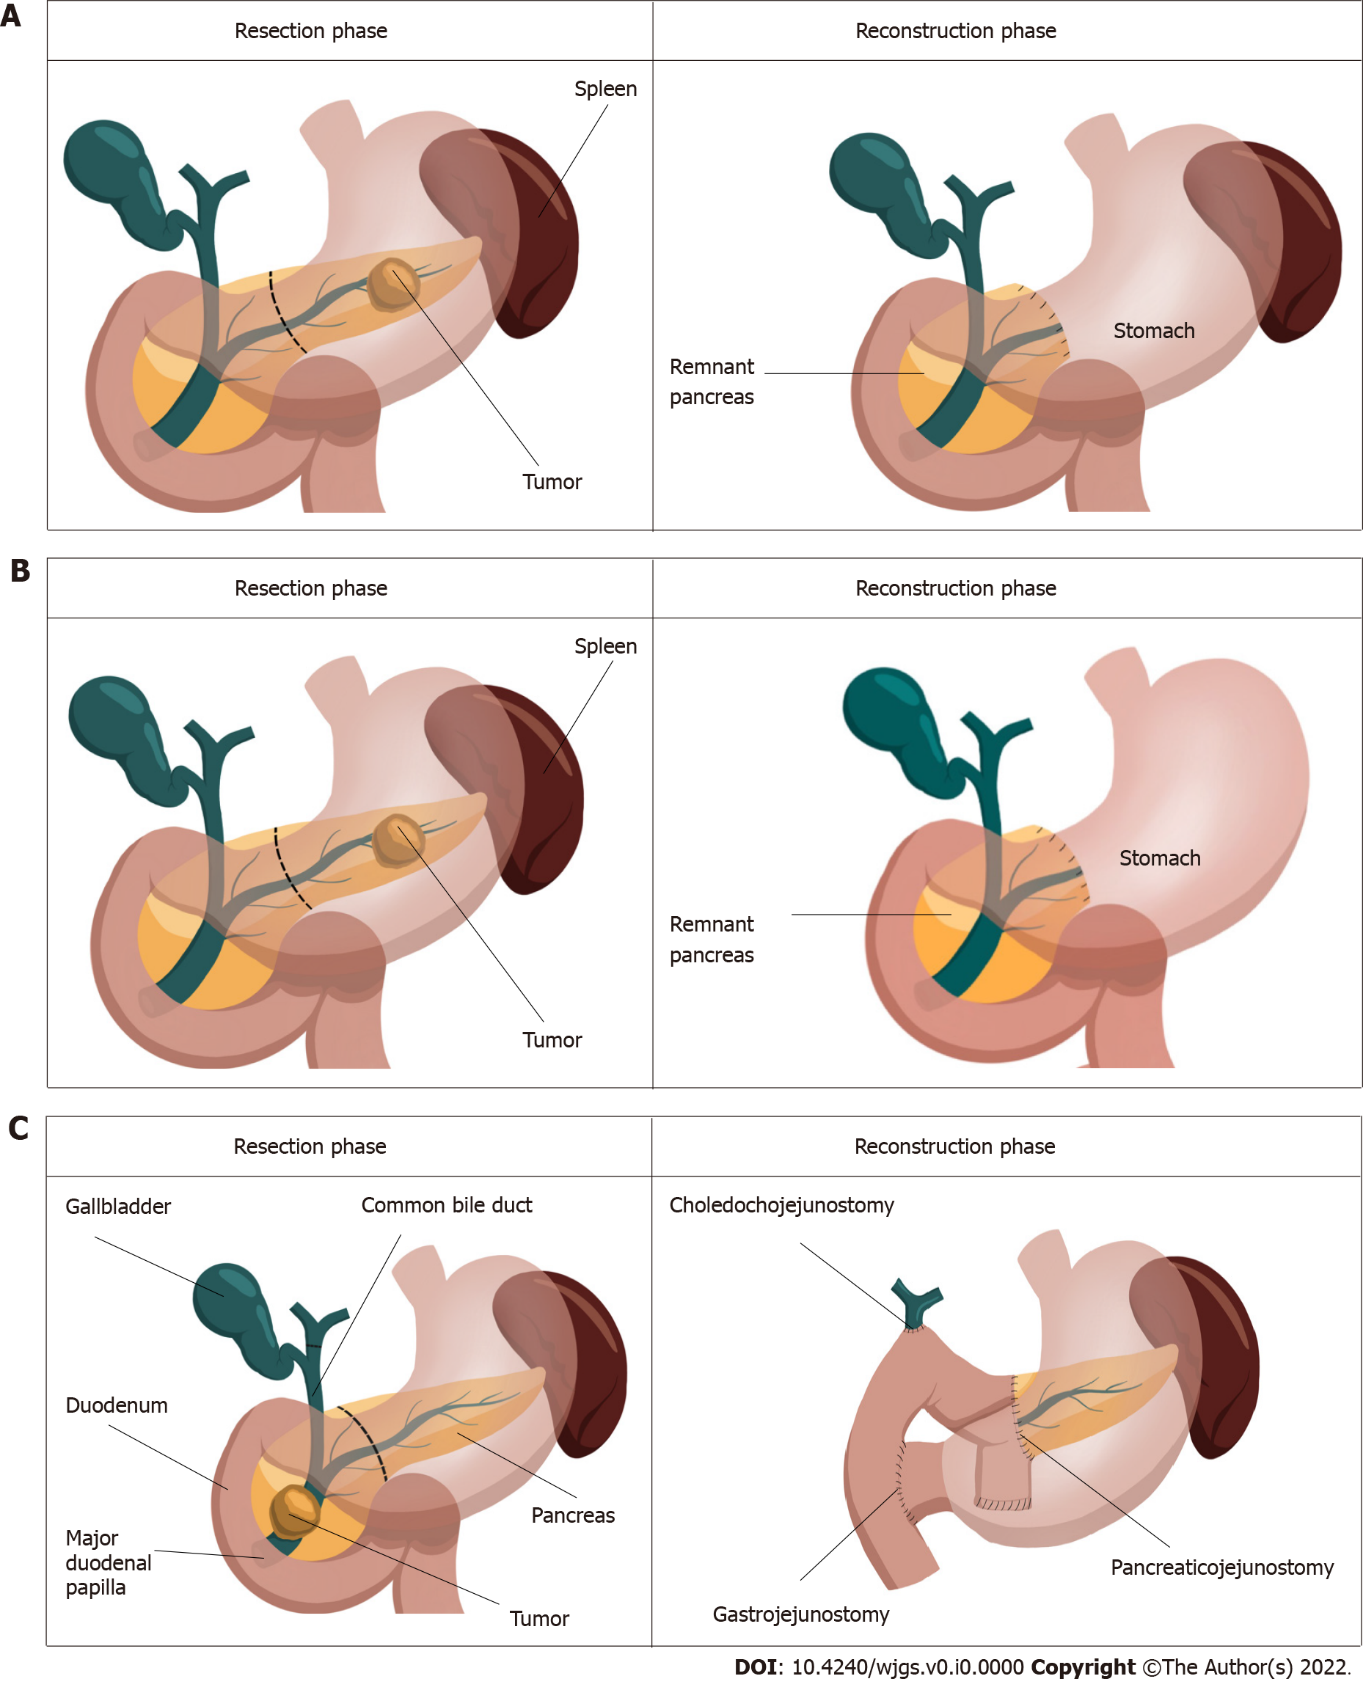 A
Resection phase
Reconstruction phase
Spleen
Tumor
Remnant
pancreas
Stomach
B
Resection phase
Reconstruction phase
Spleen
Tumor
Remnant
pancreas
Stomach
C
Resection phase
Reconstruction phase
Gallbladder
Common bile duct
Duodenum
Major
duodenal
papilla
Pancreas
Tumor
Choledochojejunostomy
Pancreaticojejunostomy
Gastrojejunostomy
DOI: 10.4240/wjgs.v0.i0.0000 Copyright ©The Author(s) 2022.